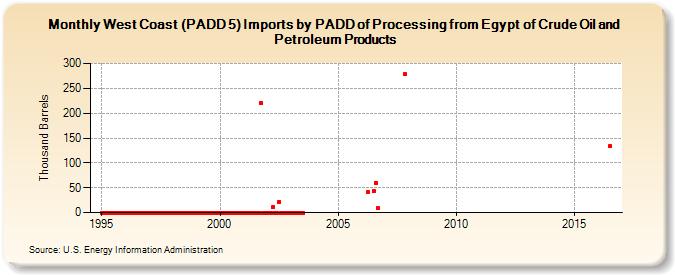 Monthly West Coast (PADD 5) Imports by PADD of Processing from Egypt of Crude Oil and
Petroleum Products
Thousand Barrels
300
250
200
150
100
50
0
1995 2000 2005 2010 2015
Source: U.S. Energy Information Administration